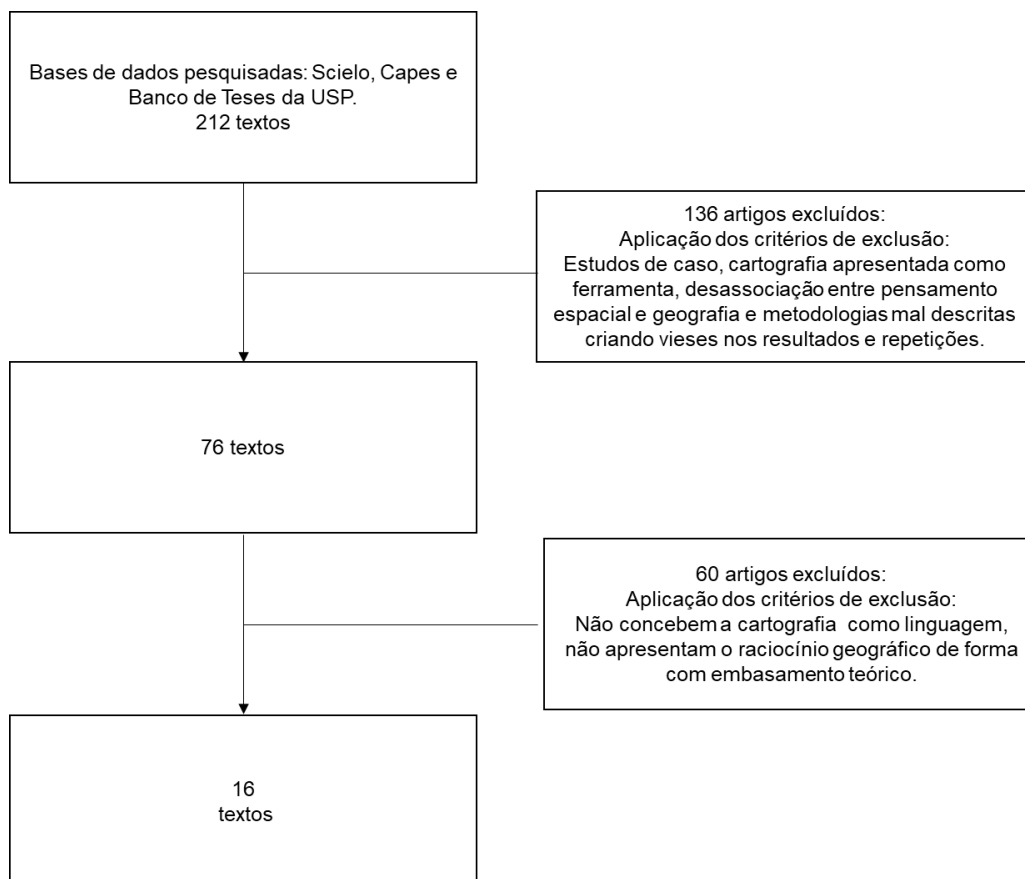 Bases de dados pesquisadas: Scielo, Capes e
Banco de Teses da USP.
212 textos
136 artigos excluídos:
Aplicação dos critérios de exclusão:
Estudos de caso, cartografia apresentada como
ferramenta, desassociação entre pensamento
espacial e geografia e metodologias mal descritas
criando vieses nos resultados e repetições.
76 textos
60 artigos excluídos:
Aplicação dos critérios de exclusão:
Não concebem a cartografia como linguagem,
não apresentam o raciocínio geográfico de forma
com embasamento teórico.
16
textos